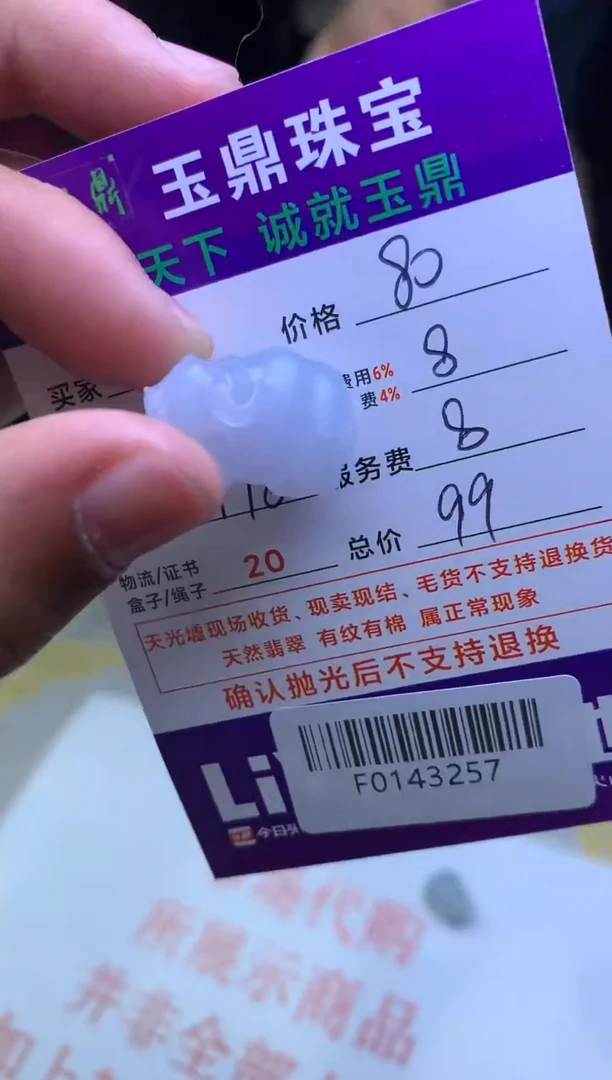 鼎
玉鼎珠宝
天下 诚就玉鼎
价格 80
买家
费用6% 8
费4%
服务费 8
物流/证书
盒子/绳子 20
总价 99
天光墟现场收货、现卖现结、毛货不支持退换货
天然翡翠 有纹有棉 属正常现象
确认抛光后不支持退换
Li
F0143257
今日头
代购
所展示商品
并非全部